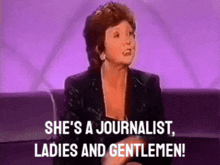 SHE'S A JOURNALIST,
LADIES AND GENTLEMEN!